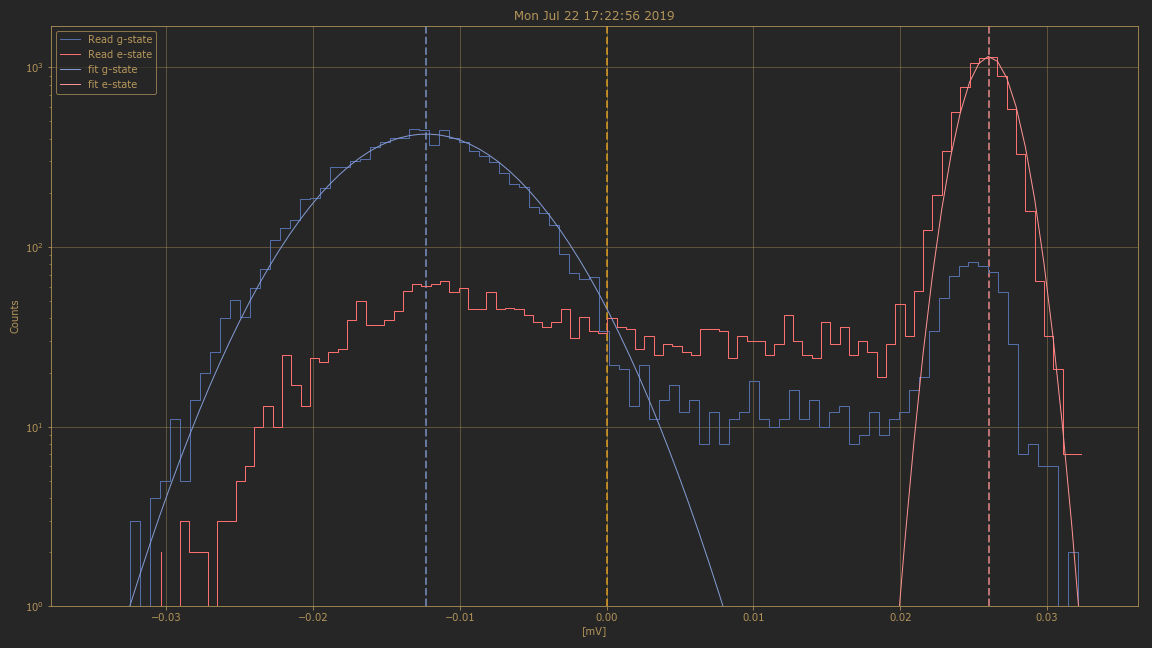 Mon Jul 22 17:22:56 2019
Read g-state
Read e-state
fit g-state
fit e-state
Counts
10³
10²
10¹
10⁰
−0.03 −0.02 −0.01 0.00 0.01 0.02 0.03
[mV]